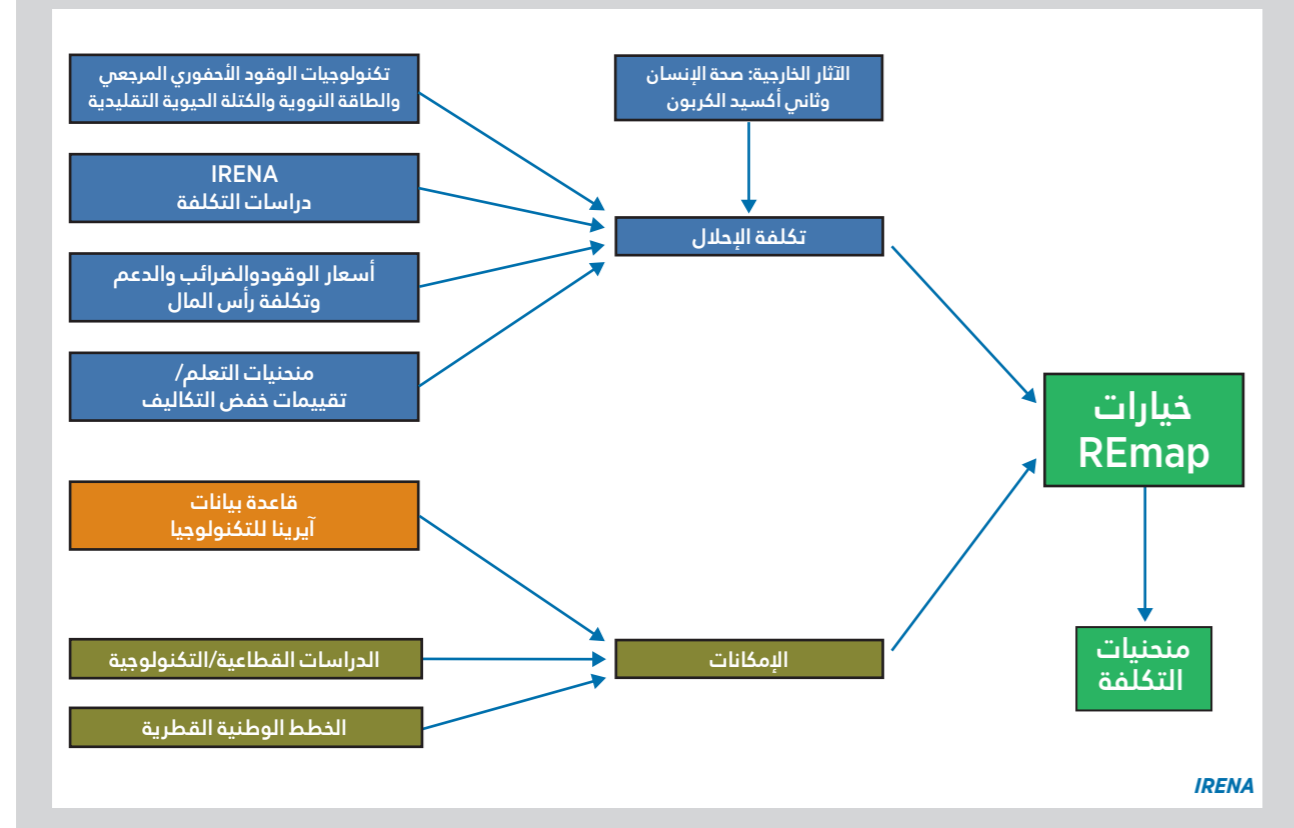 تكنولوجيات الوقود الأحفوري المرجعي
والطاقة النووية والكتلة الحيوية التقليدية
الآثار الخارجية: صحة الإنسان
وثاني أكسيد الكربون
IRENA
دراسات التكلفة
تكلفة الإحلال
أسعار الوقودوالضرائب والدعم
وتكلفة رأس المال
منحنيات التعلم/
تقييمات خفض التكاليف
خيارات
REmap
قاعدة بيانات
آيرينا للتكنولوجيا
الدراسات القطاعية/التكنولوجية
الإمكانات
منحنيات
التكلفة
الخطط الوطنية القطرية
IRENA